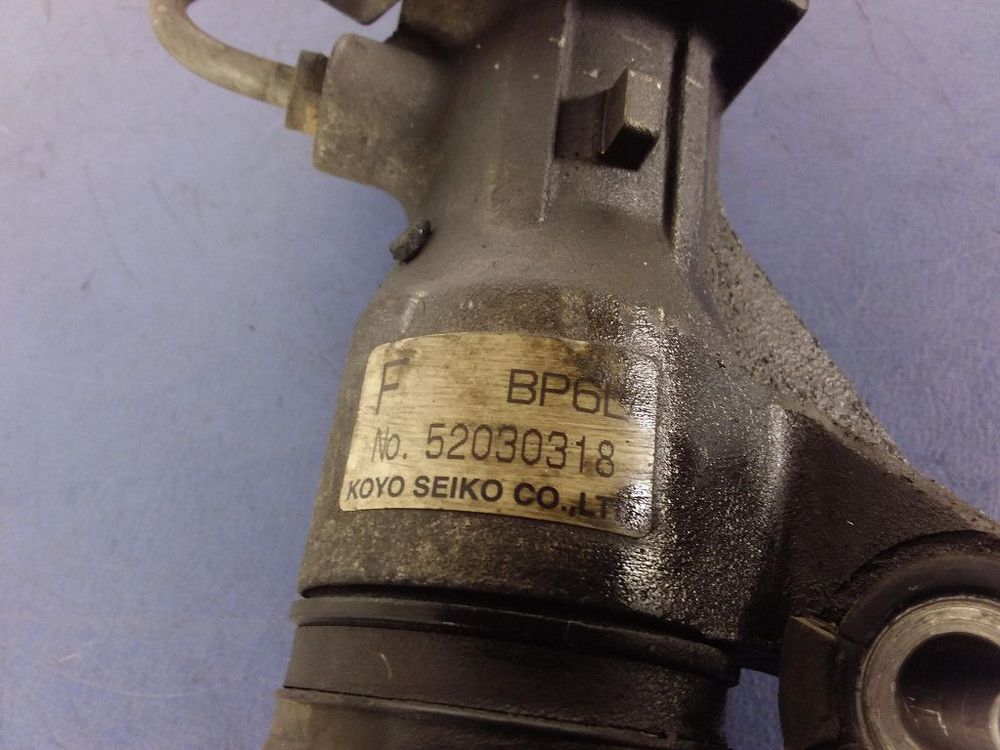 F BP6L
No. 52030318
KOYO SEIKO CO.,LT